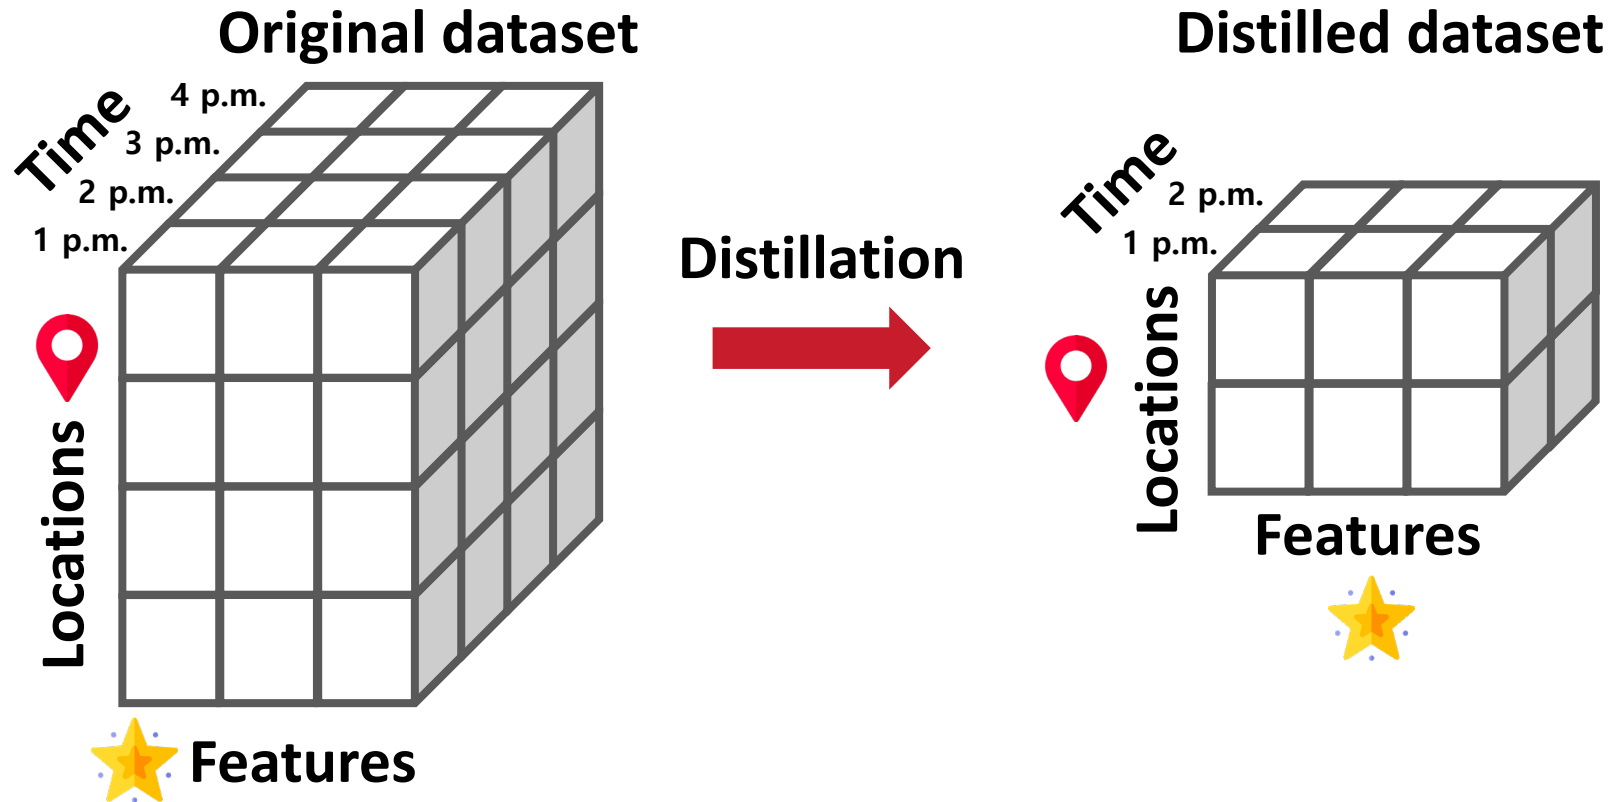 Original dataset
Time
4 p.m.
3 p.m.
2 p.m.
1 p.m.
Locations
Features
Distillation
Distilled dataset
Time
2 p.m.
1 p.m.
Locations
Features